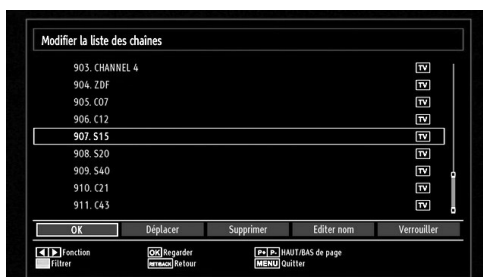 Modifier la liste des chaînes
903. CHANNEL 4 TV
904. ZDF TV
905. C07 TV
906. C12 TV
907. S15 TV
908. S20 TV
909. S40 TV
910. C21 TV
911. C43 TV
OK Déplacer Supprimer Editer nom Verrouiller
Fonction OK Regarder P+ P- HAUT/BAS de page
Filtrer RET/BACK Retour MENU Quitter